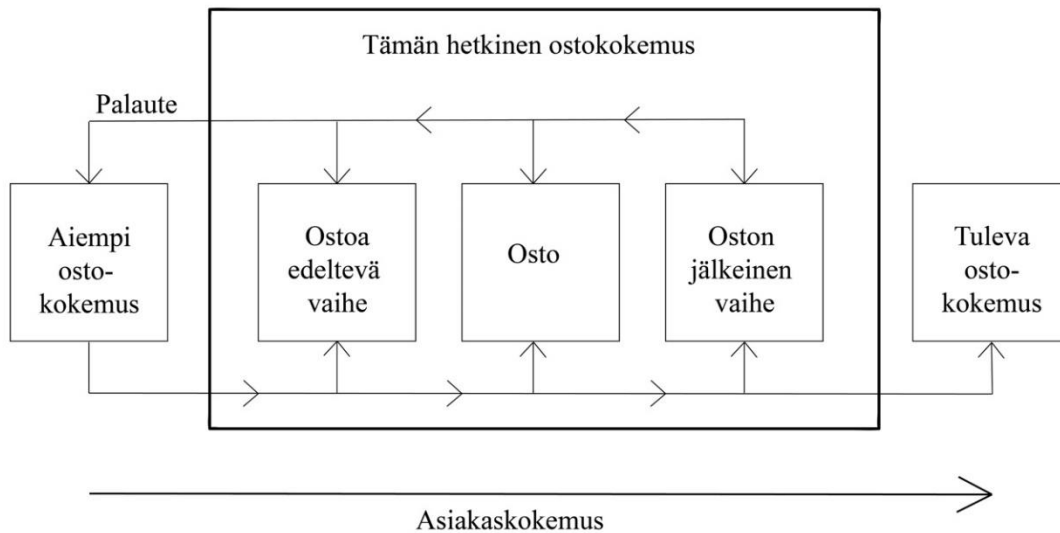 Tämän hetkinen ostokokemus
Palaute
Aiempi
osto-
kokemus
Ostoa
edeltevä
vaihe
Osto
Oston
jälkeinen
vaihe
Tuleva
osto-
kokemus
Asiakaskokemus